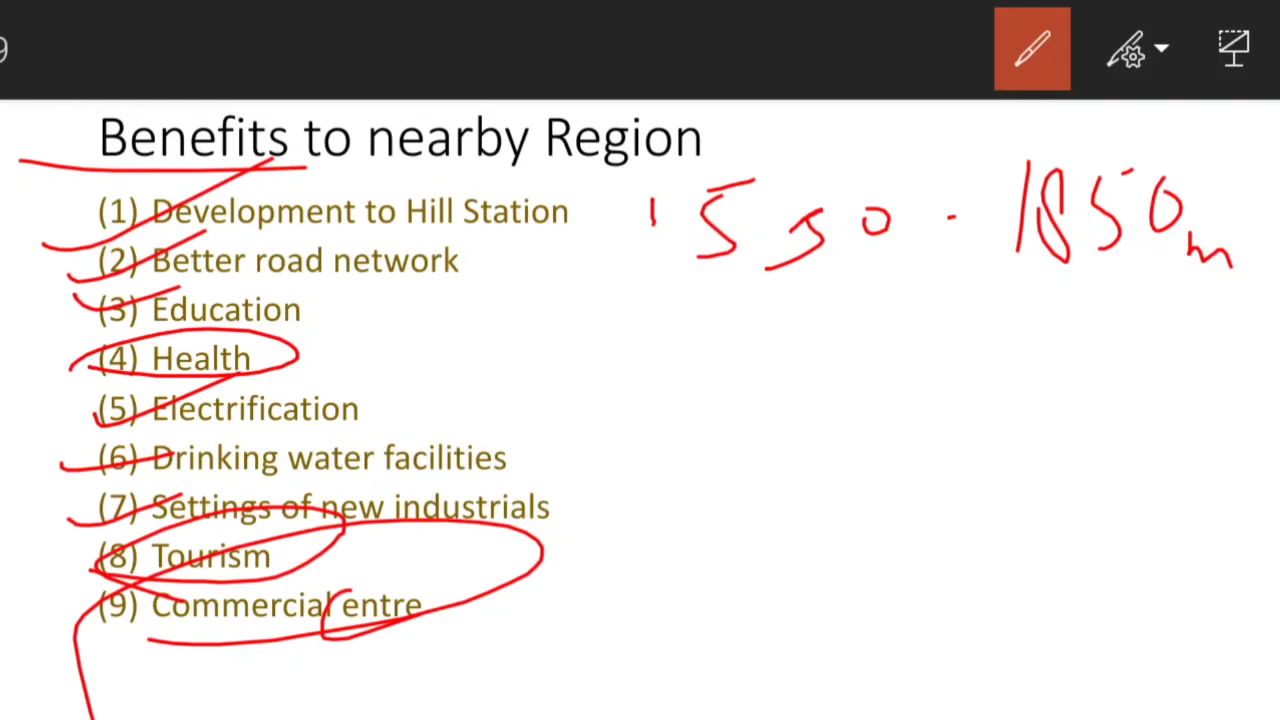 9
Benefits to nearby Region
(1) Development to Hill Station
1550 - 1850m
(2) Better road network
(3) Education
(4) Health
(5) Electrification
(6) Drinking water facilities
(7) Settings of new industrials
(8) Tourism
(9) Commercial entre